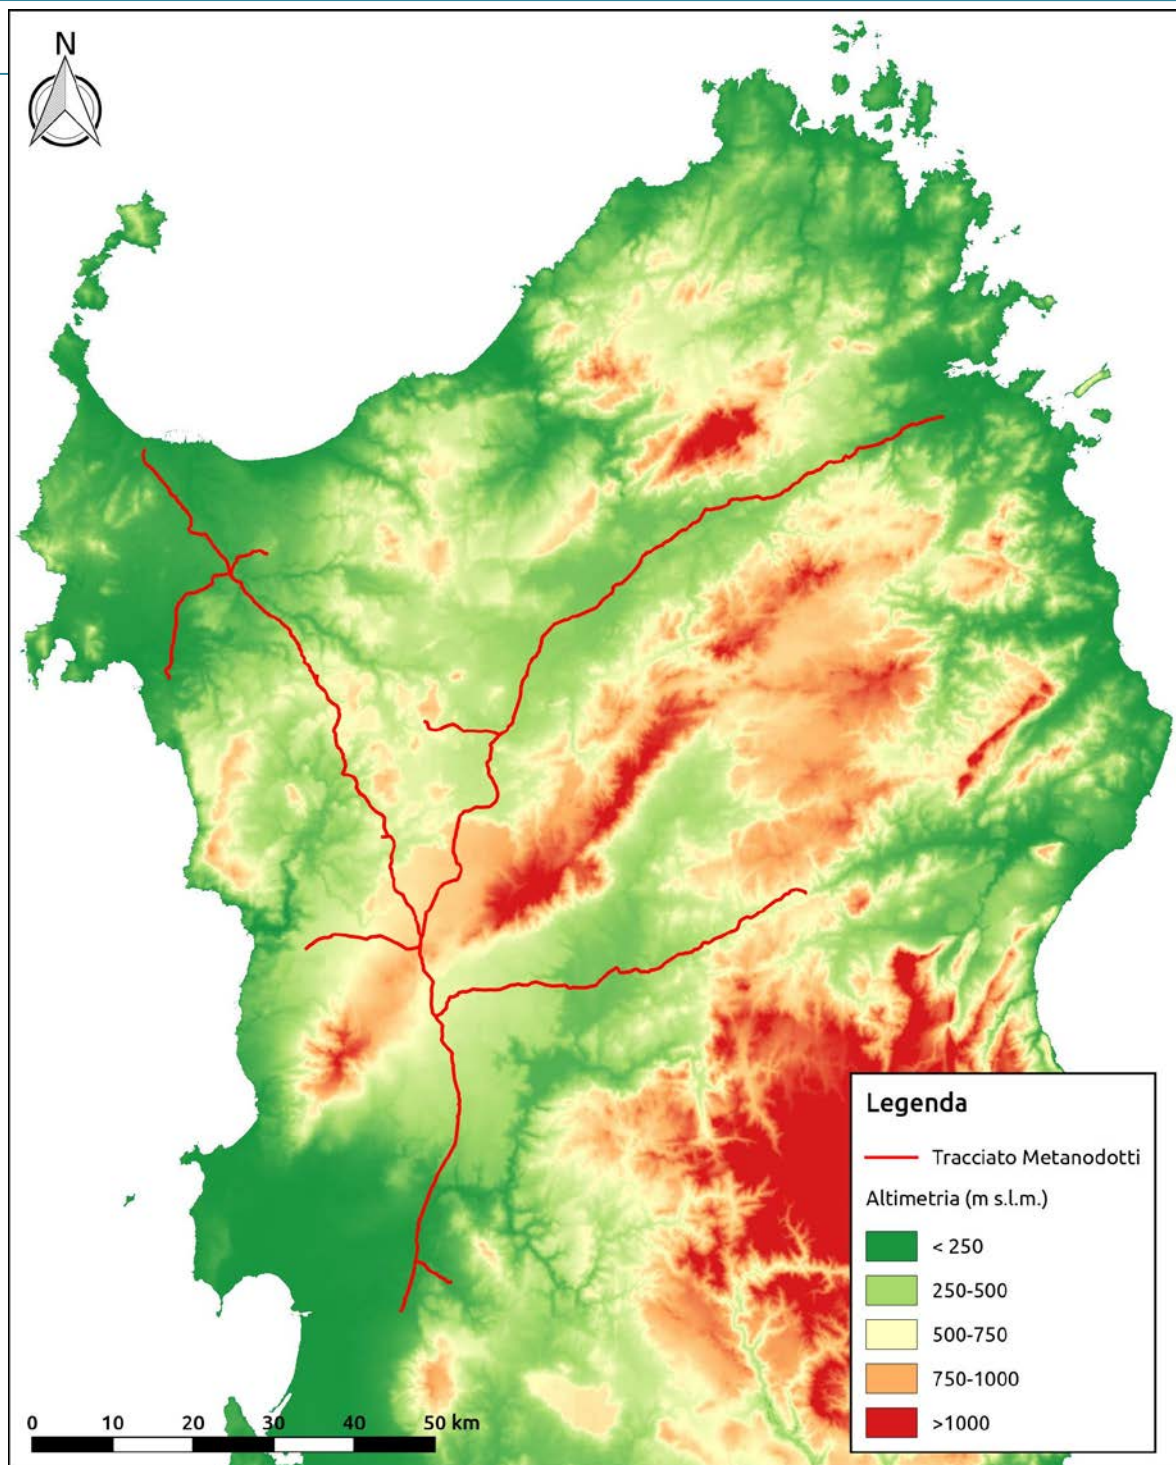 N
Legenda
Tracciato Metanodotti
Altimetria (m s.l.m.)
< 250
250-500
500-750
750-1000
>1000
0 10 20 30 40 50 km